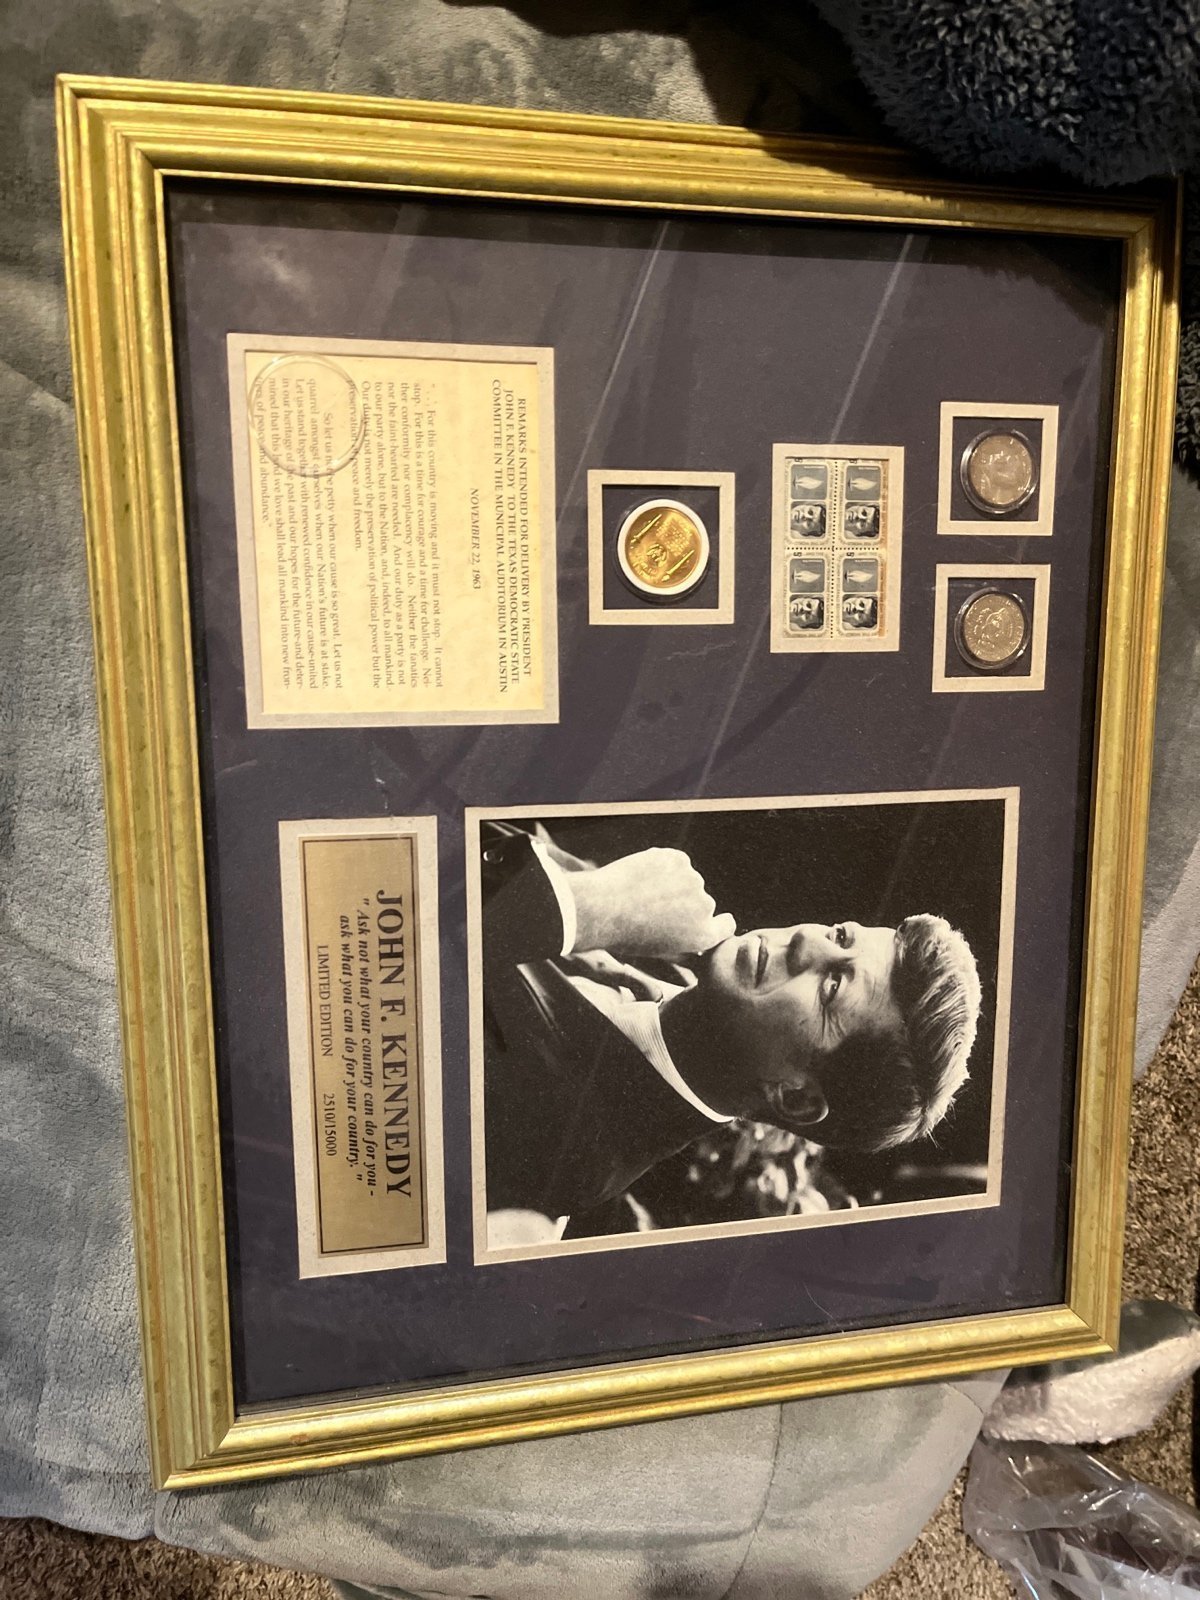 REMARKS INTENDED FOR DELIVERY BY PRESIDENT
JOHN F. KENNEDY TO THE TEXAS DEMOCRATIC STATE
COMMITTEE IN THE MUNICIPAL AUDITORIUM IN AUSTIN
NOVEMBER 22, 1963
". . . For this country is moving and it must not stop. It cannot
stop. For this is a time for courage and a time for challenge. Nei-
ther conformity nor complacency will do. Neither the fanatics
nor the faint-hearted are needed. And our duty as a party is not
to our party alone, but to the Nation, and, indeed, to all mankind.
Our duty is not merely the preservation of political power but the
preservation of peace and freedom.
So let us not be petty when our cause is so great. Let us not
quarrel amongst ourselves when our Nation's future is at stake.
Let us stand together with renewed confidence in our cause-united
in our heritage of the past and our hopes for the future-and deter-
mined that this land we love shall lead all mankind into new fron-
tiers of peace and abundance."
JOHN F. KENNEDY
"Ask not what your country can do for you -
ask what you can do for your country."
LIMITED EDITION 2510/15000